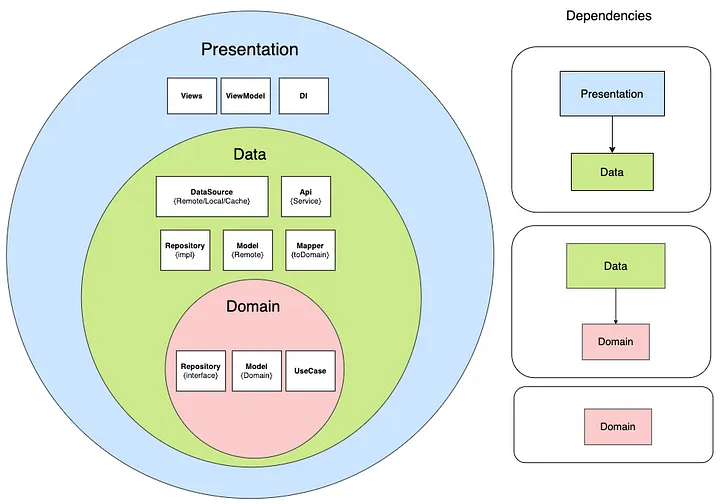 Dependencies
Presentation
Views
ViewModel
DI
Data
DataSource
{Remote/Local/Cache}
Api
{Service}
Repository
{impl}
Model
{Remote}
Mapper
{toDomain}
Domain
Repository
{interface}
Model
{Domain}
UseCase
Presentation
Data
Data
Domain
Domain